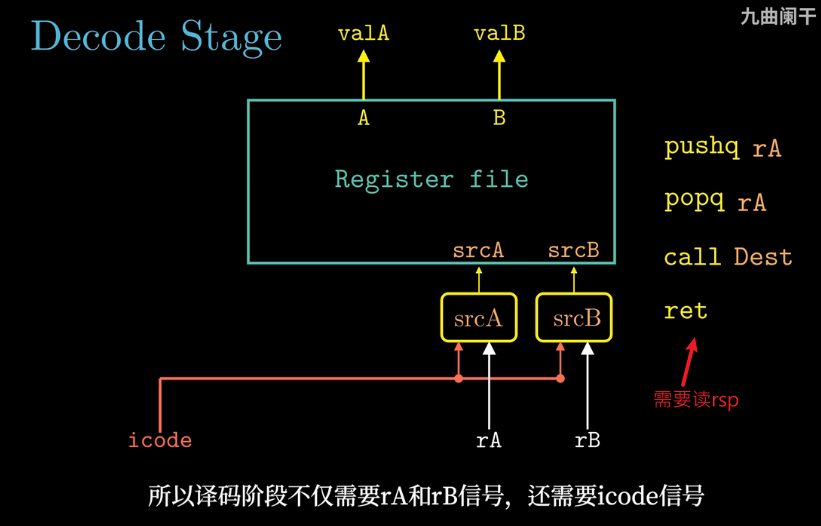 九曲阑干
Decode Stage
valA valB
A B
Register file
srcA srcB
srcA srcB
icode rA rB
pushq rA
popq rA
call Dest
ret
需要读rsp
所以译码阶段不仅需要rA和rB信号，还需要icode信号